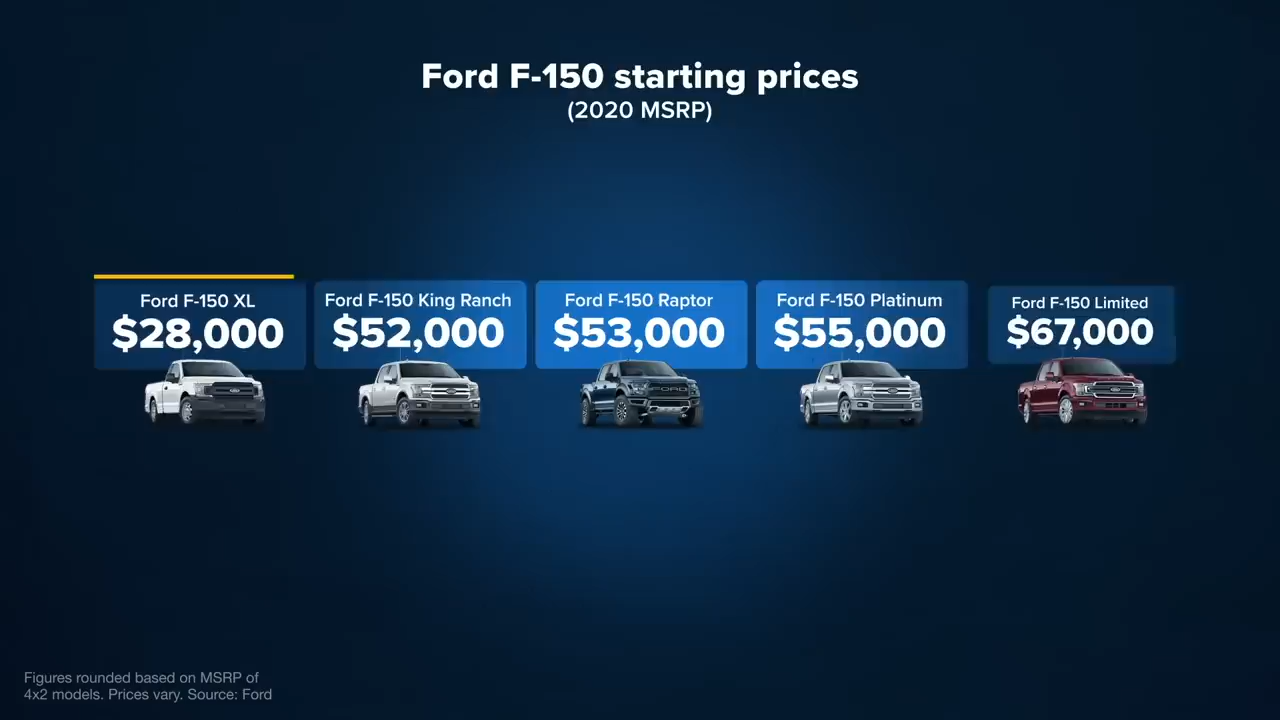 Ford F-150 starting prices
(2020 MSRP)
Ford F-150 XL
$28,000
Ford F-150 King Ranch
$52,000
Ford F-150 Raptor
$53,000
Ford F-150 Platinum
$55,000
Ford F-150 Limited
$67,000
FORD
Figures rounded based on MSRP of
4x2 models. Prices vary. Source: Ford